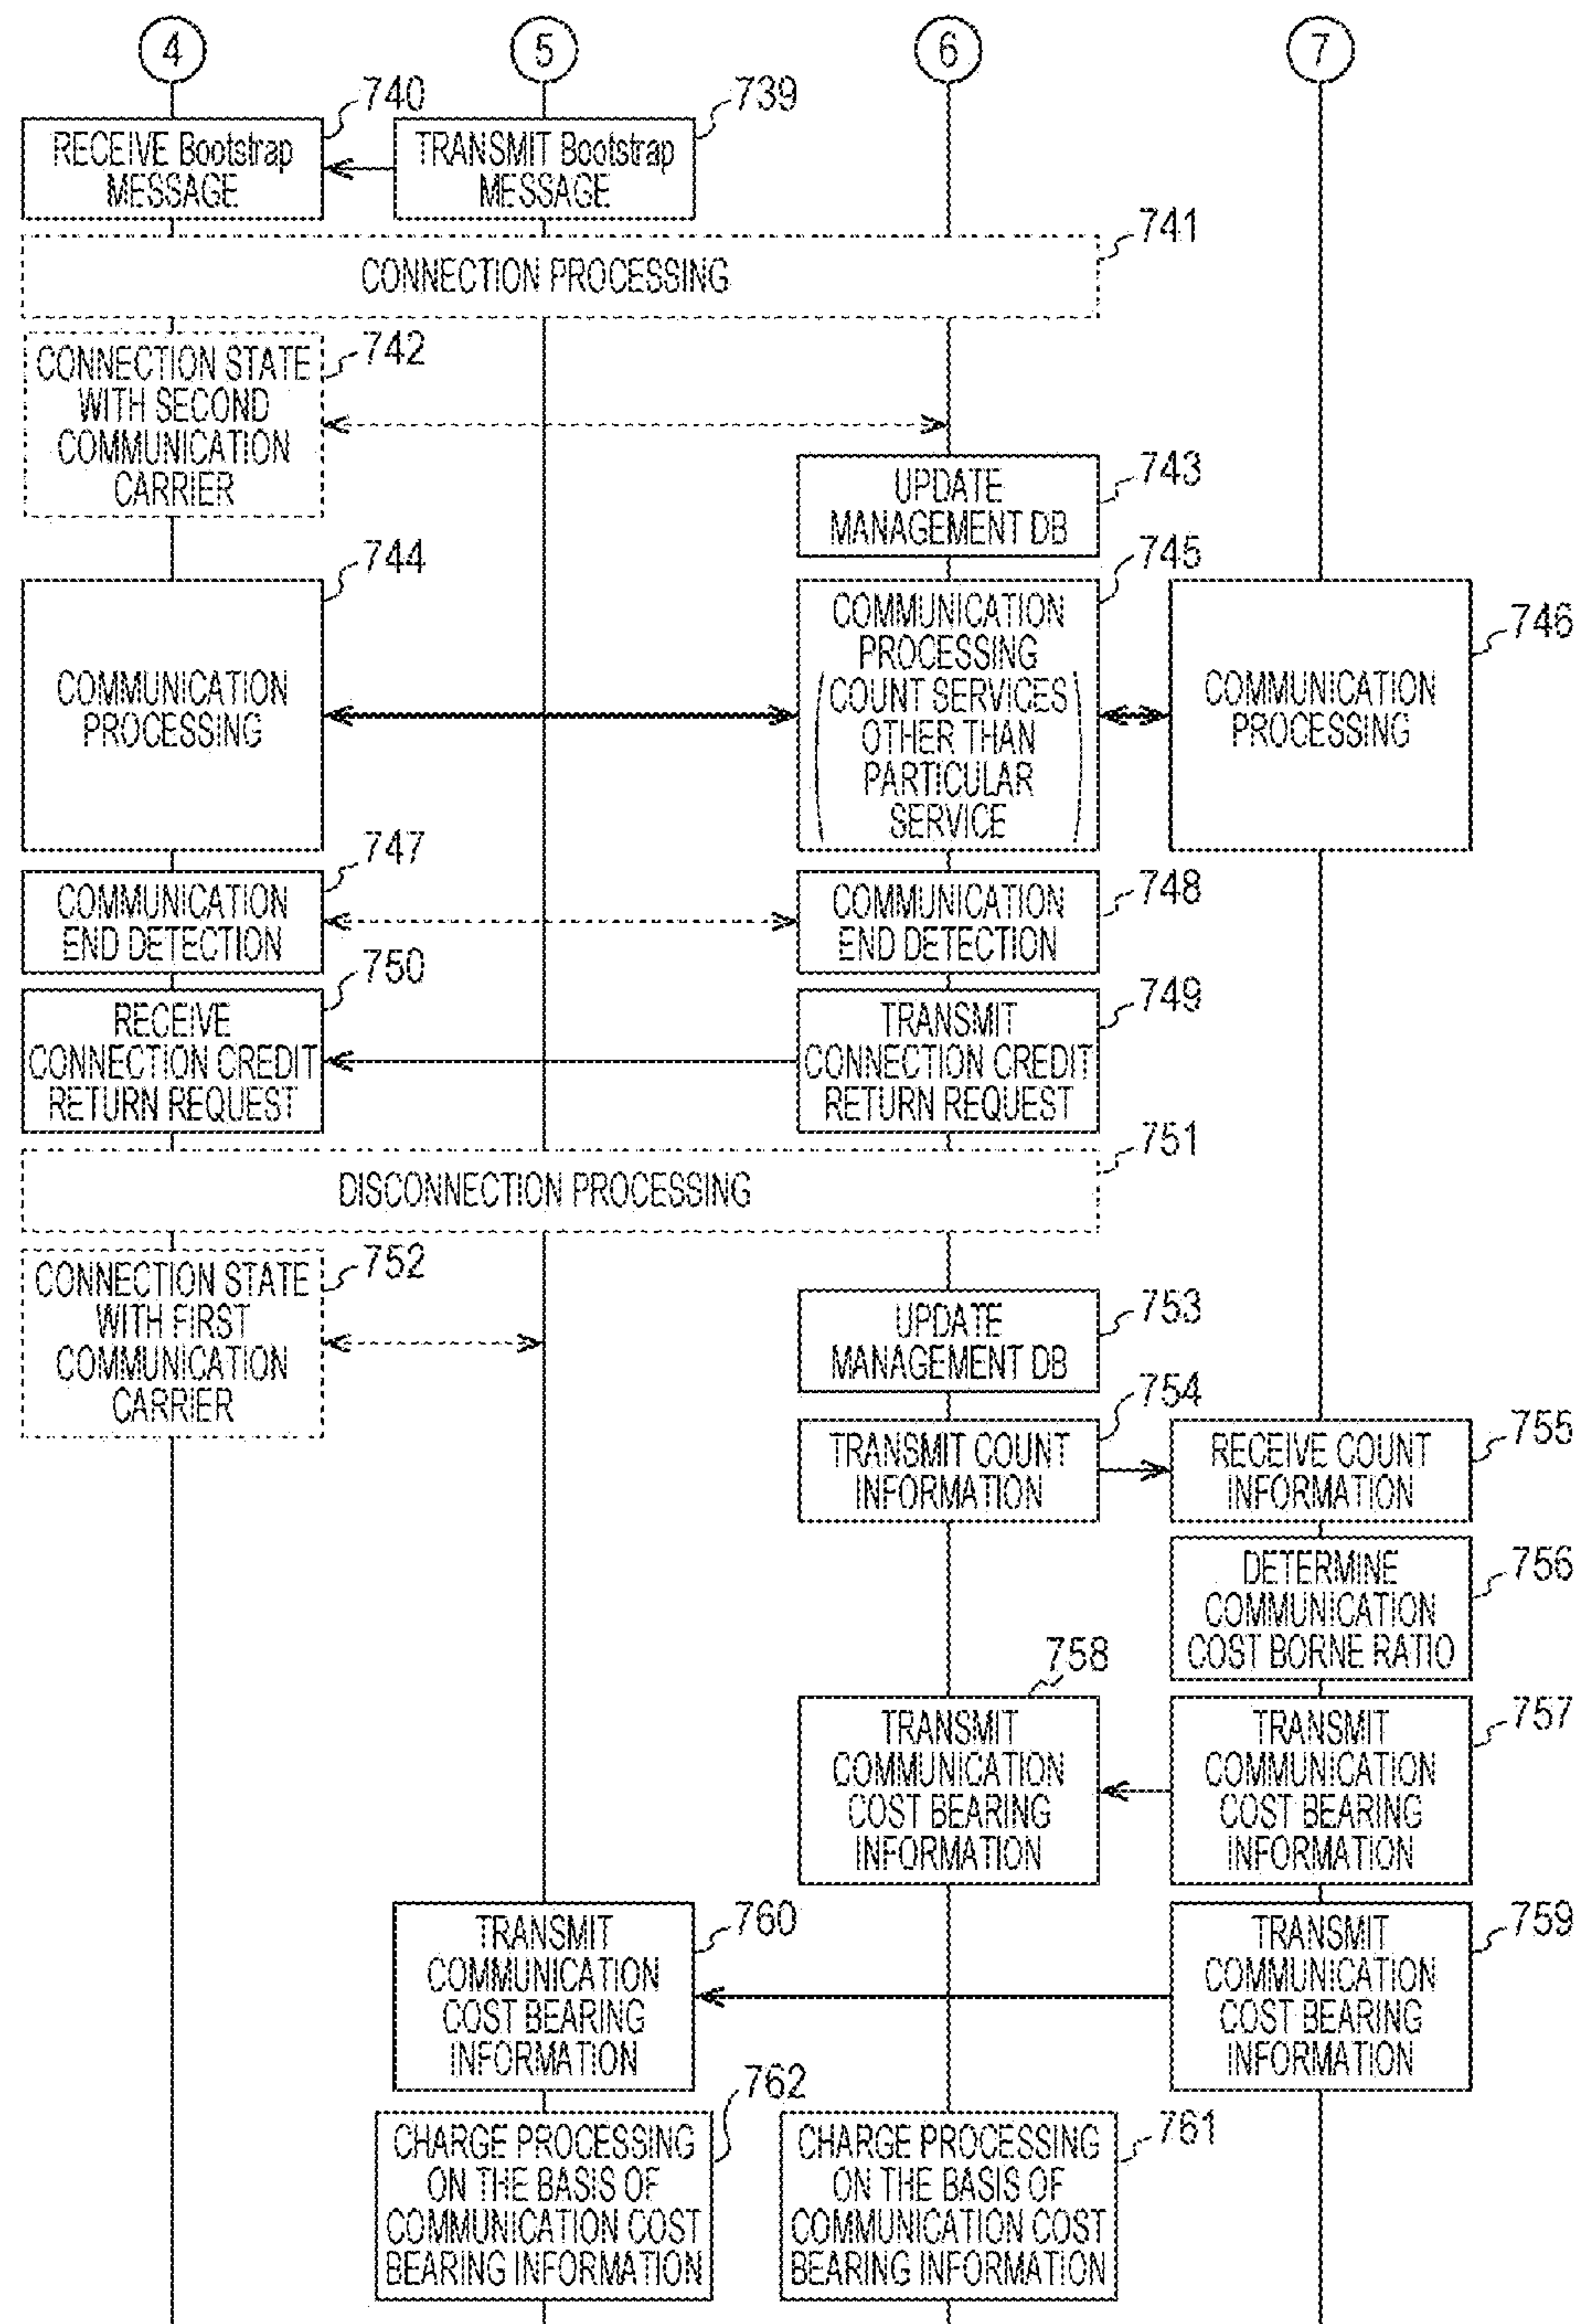 4
5
6
7
740
739
RECEIVE Bootstrap
MESSAGE
TRANSMIT Bootstrap
MESSAGE
741
CONNECTION PROCESSING
742
CONNECTION STATE
WITH SECOND
COMMUNICATION
CARRIER
743
UPDATE
MANAGEMENT DB
744
COMMUNICATION
PROCESSING
745
COMMUNICATION
PROCESSING
(COUNT SERVICES
OTHER THAN
PARTICULAR
SERVICE)
746
COMMUNICATION
PROCESSING
747
COMMUNICATION
END DETECTION
748
COMMUNICATION
END DETECTION
750
RECEIVE
CONNECTION CREDIT
RETURN REQUEST
749
TRANSMIT
CONNECTION CREDIT
RETURN REQUEST
751
DISCONNECTION PROCESSING
752
CONNECTION STATE
WITH FIRST
COMMUNICATION
CARRIER
753
UPDATE
MANAGEMENT DB
754
TRANSMIT COUNT
INFORMATION
755
RECEIVE COUNT
INFORMATION
756
DETERMINE
COMMUNICATION
COST BORNE RATIO
758
TRANSMIT
COMMUNICATION
COST BEARING
INFORMATION
757
TRANSMIT
COMMUNICATION
COST BEARING
INFORMATION
760
TRANSMIT
COMMUNICATION
COST BEARING
INFORMATION
759
TRANSMIT
COMMUNICATION
COST BEARING
INFORMATION
762
CHARGE PROCESSING
ON THE BASIS OF
COMMUNICATION COST
BEARING INFORMATION
761
CHARGE PROCESSING
ON THE BASIS OF
COMMUNICATION COST
BEARING INFORMATION